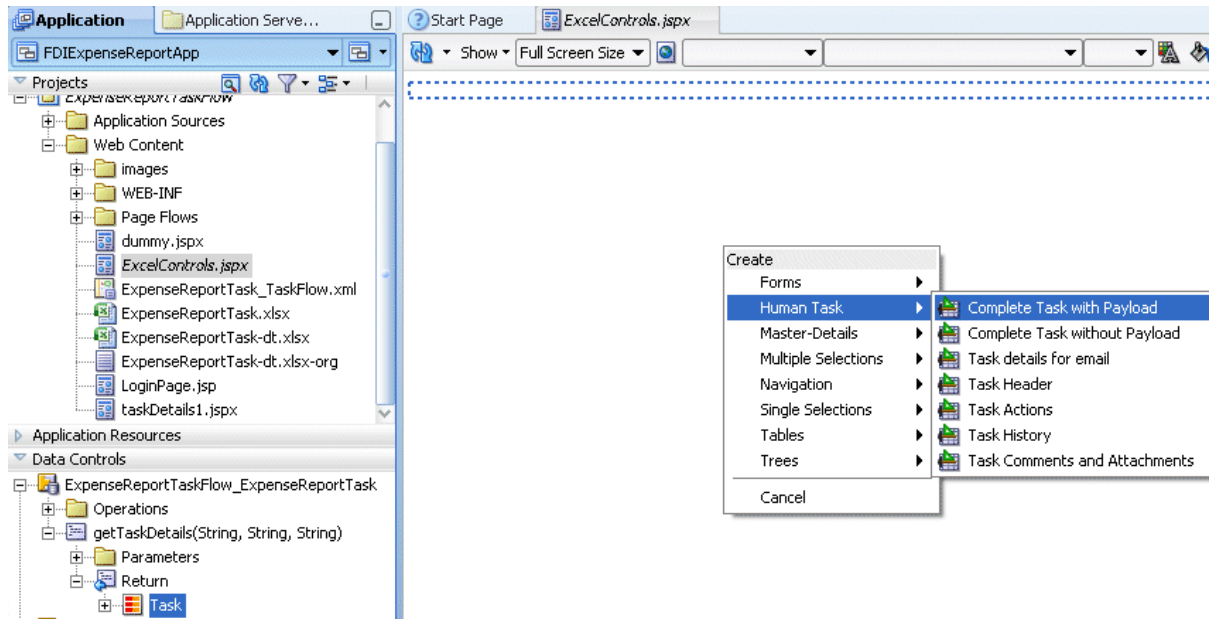 Application
Application Serve...
FDIExpenseReportApp
Projects
ExpenseReportTaskFlow
Application Sources
Web Content
images
WEB-INF
Page Flows
dummy.jspx
ExcelControls.jspx
ExpenseReportTask_TaskFlow.xml
ExpenseReportTask.xlsx
ExpenseReportTask-dt.xlsx
ExpenseReportTask-dt.xlsx-org
LoginPage.jsp
taskDetails1.jspx
Application Resources
Data Controls
ExpenseReportTaskFlow_ExpenseReportTask
Operations
getTaskDetails(String, String, String)
Parameters
Return
Task
Start Page
ExcelControls.jspx
Show
Full Screen Size
Create
Forms
Human Task
Master-Details
Multiple Selections
Navigation
Single Selections
Tables
Trees
Cancel
Complete Task with Payload
Complete Task without Payload
Task details for email
Task Header
Task Actions
Task History
Task Comments and Attachments